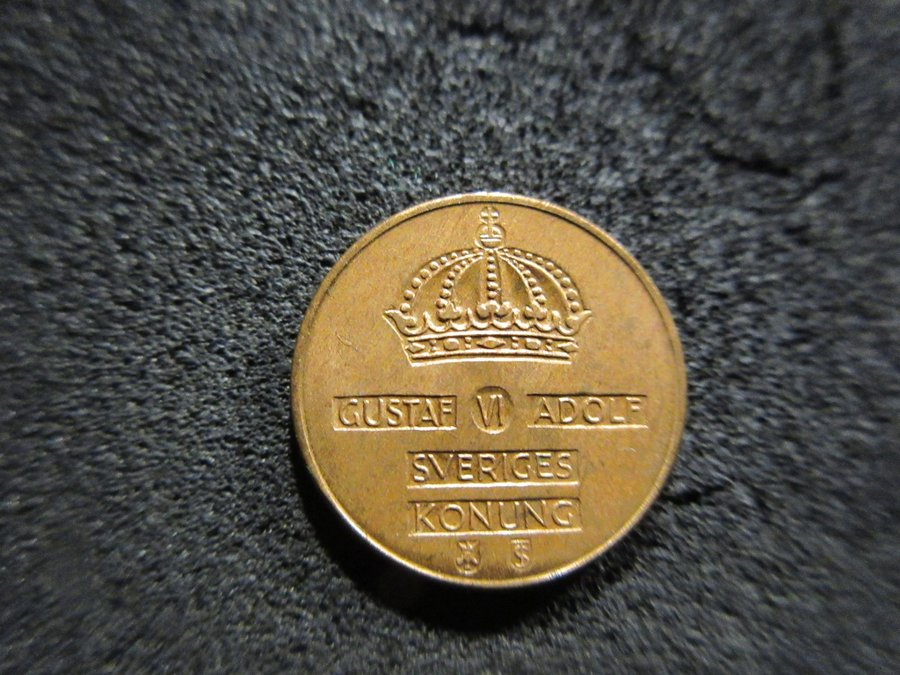 GUSTAF VI ADOLF
SVERIGES
KONUNG